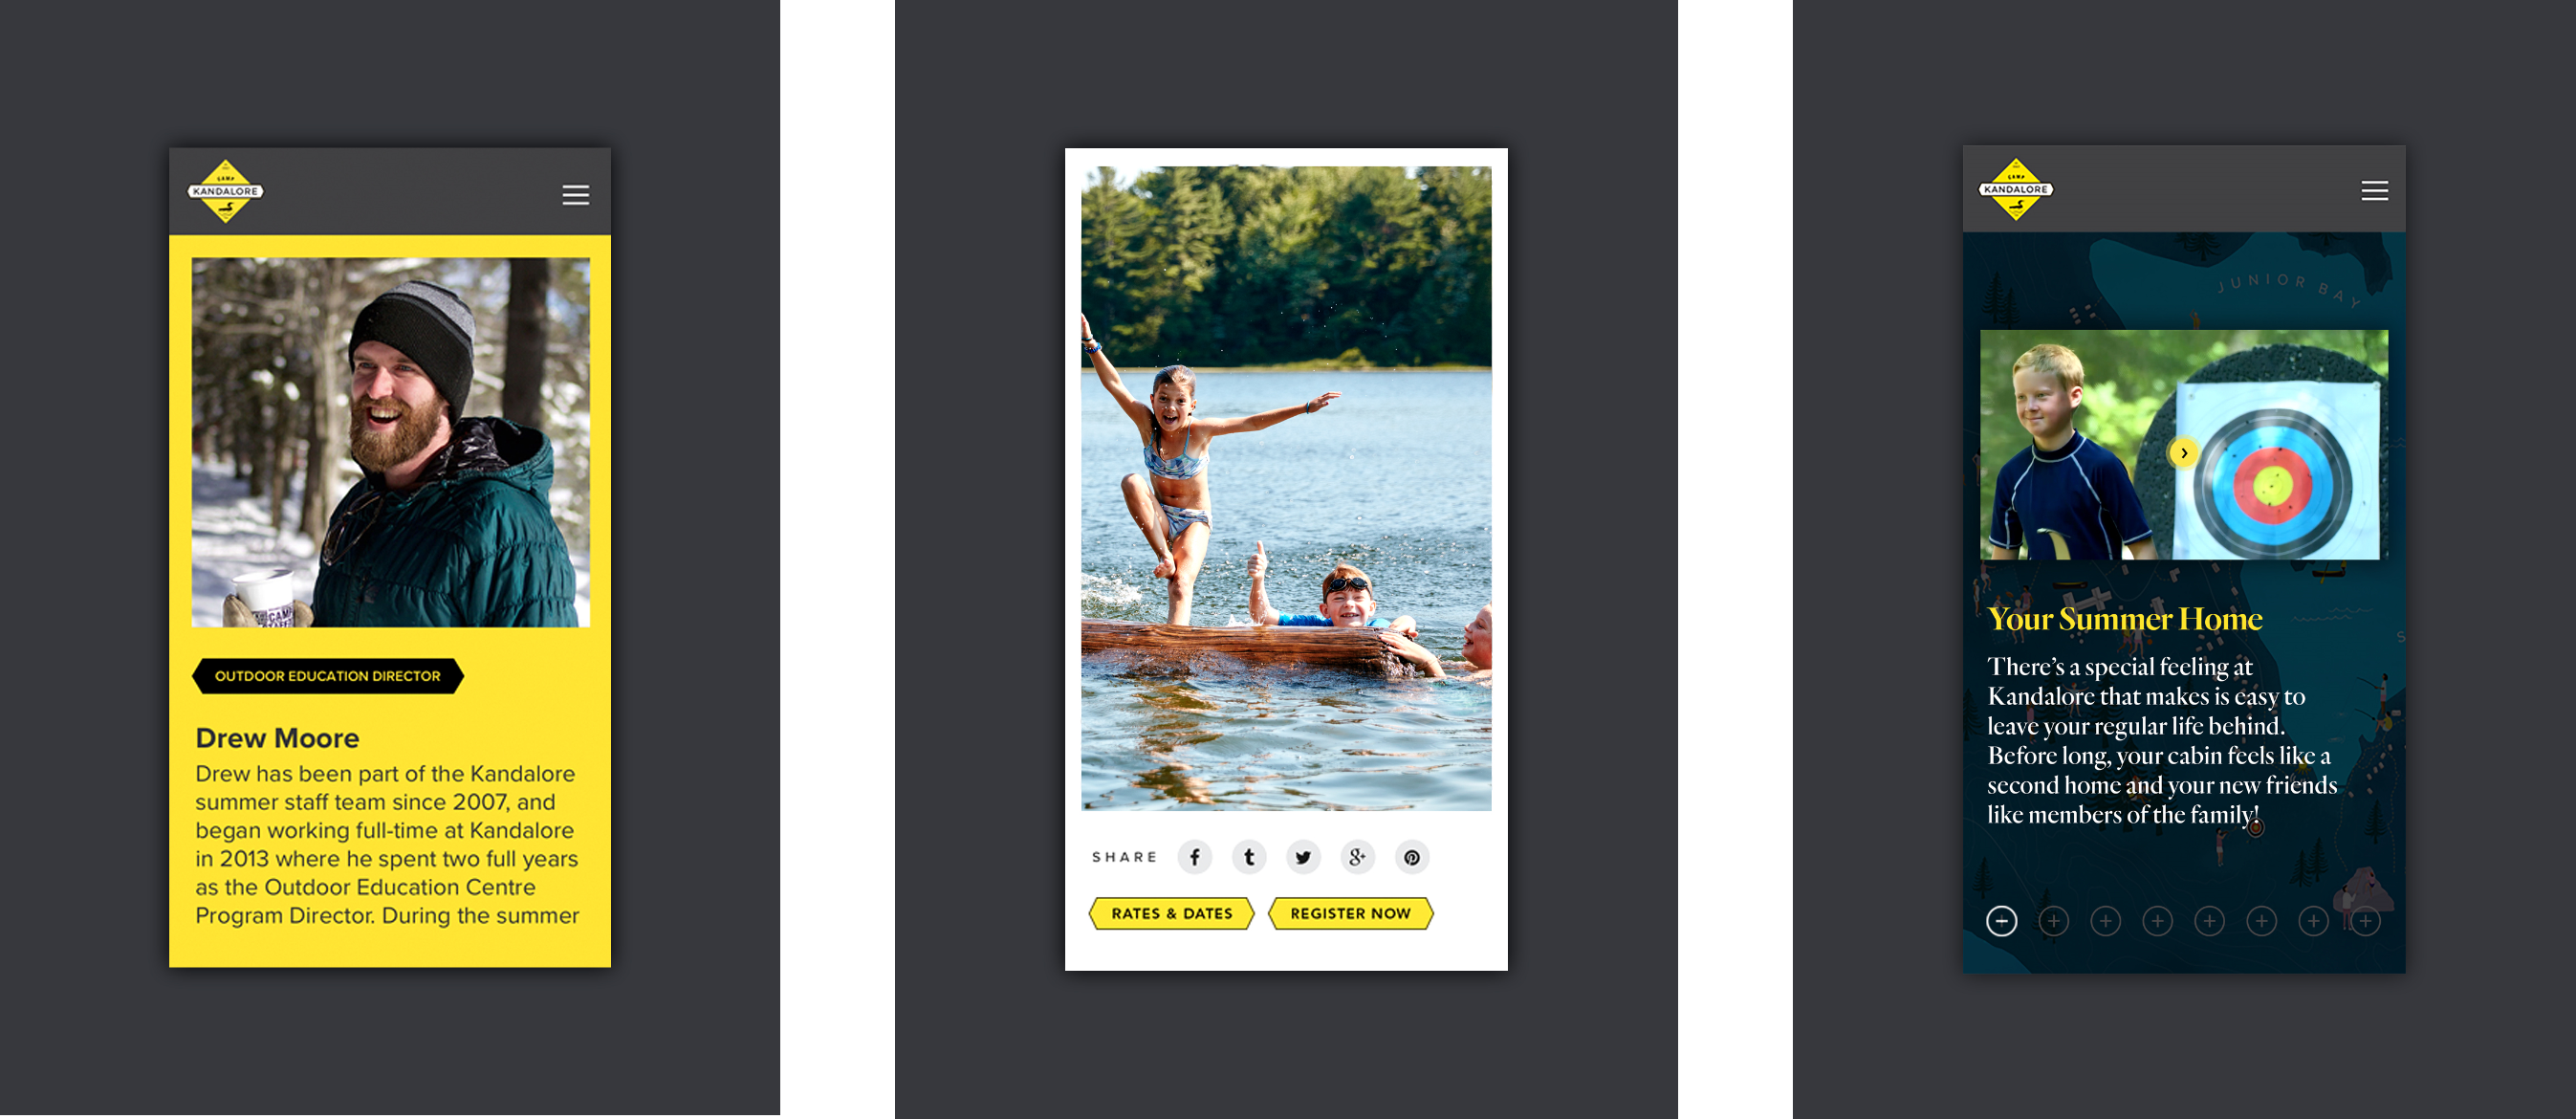 CAMP
KANDALORE
OUTDOOR EDUCATION DIRECTOR
Drew Moore
Drew has been part of the Kandalore
summer staff team since 2007, and
began working full-time at Kandalore
in 2013 where he spent two full years
as the Outdoor Education Centre
Program Director. During the summer
SHARE
RATES & DATES
REGISTER NOW
CAMP
KANDALORE
JUNIOR BAY
Your Summer Home
There’s a special feeling at
Kandalore that makes is easy to
leave your regular life behind.
Before long, your cabin feels like a
second home and your new friends
like members of the family!